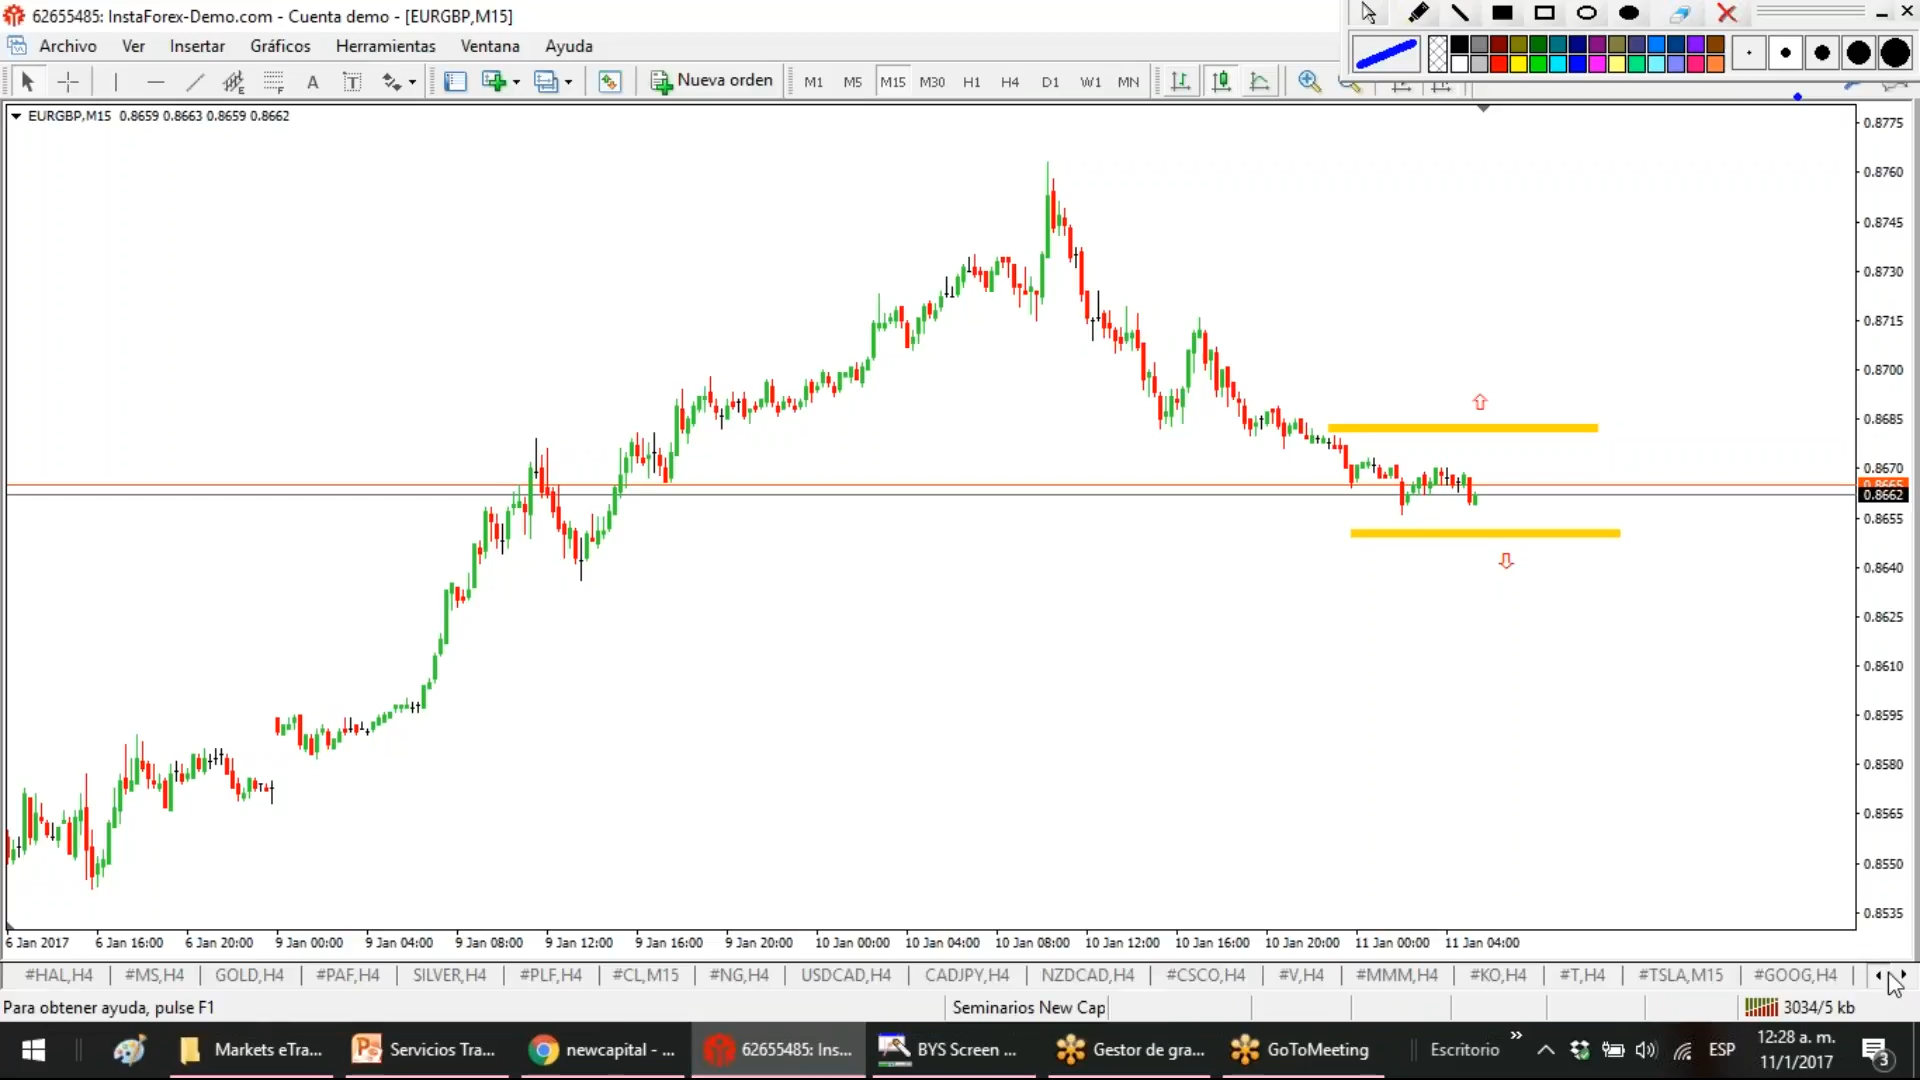 62655485: InstaForex-Demo.com - Cuenta demo - [EURGBP,M15]
Archivo Ver Insertar Gráficos Herramientas Ventana Ayuda
A T E F Nueva orden M1 M5 M15 M30 H1 H4 D1 W1 MN
EURGBP,M15 0.8659 0.8663 0.8659 0.8662
0.8775
0.8760
0.8745
0.8730
0.8715
0.8700
0.8685
0.8670
0.8665
0.8662
0.8655
0.8640
0.8625
0.8610
0.8595
0.8580
0.8565
0.8550
0.8535
6 Jan 2017 6 Jan 16:00 6 Jan 20:00 9 Jan 00:00 9 Jan 04:00 9 Jan 08:00 9 Jan 12:00 9 Jan 16:00 9 Jan 20:00 10 Jan 00:00 10 Jan 04:00 10 Jan 08:00 10 Jan 12:00 10 Jan 16:00 10 Jan 20:00 11 Jan 00:00 11 Jan 04:00
#HAL,H4 #MS,H4 GOLD,H4 #PAF,H4 SILVER,H4 #PLF,H4 #CL,M15 #NG,H4 USDCAD,H4 CADJPY,H4 NZDCAD,H4 #CSCO,H4 #V,H4 #MMM,H4 #KO,H4 #T,H4 #TSLA,M15 #GOOG,H4
Para obtener ayuda, pulse F1 Seminarios New Cap 3034/5 kb
Markets eTra... Servicios Tra... newcapital - ... 62655485: Ins... BYS Screen ... Gestor de gra... GoToMeeting Escritorio ESP 12:28 a. m.
11/1/2017 3